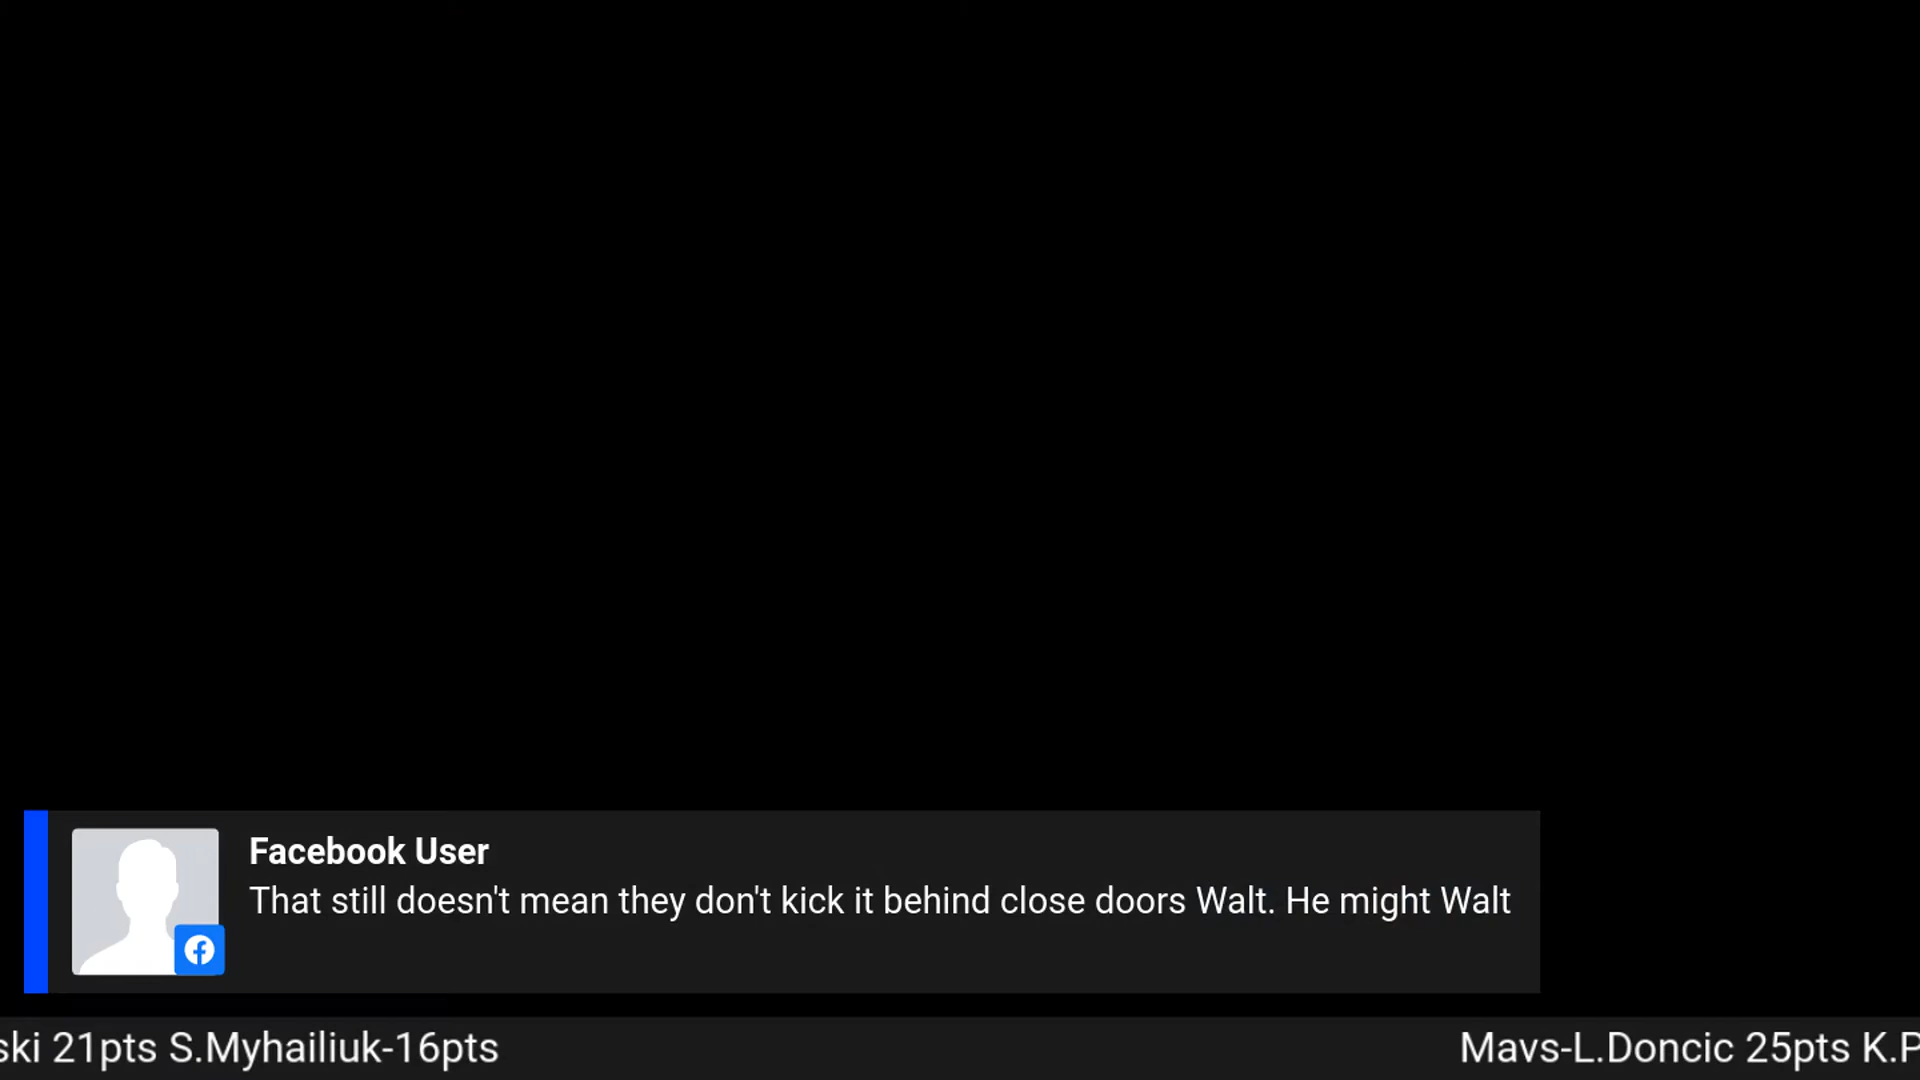 Facebook User
That still doesn't mean they don't kick it behind close doors Walt. He might Walt
ski 21pts S.Myhailiuk-16pts Mavs-L.Doncic 25pts K.P